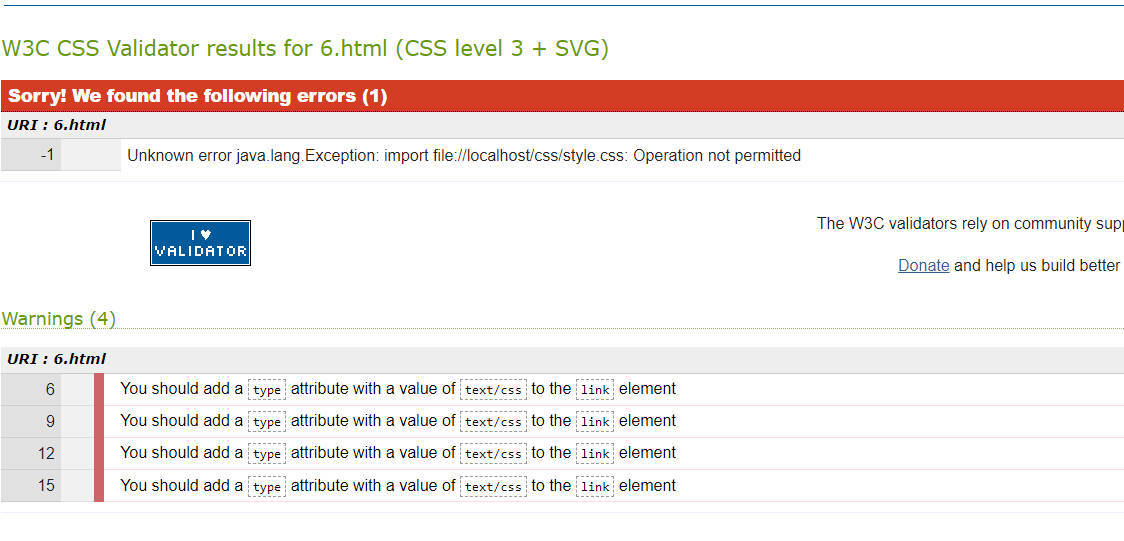 W3C CSS Validator results for 6.html (CSS level 3 + SVG)
Sorry! We found the following errors (1)
URI : 6.html
-1 Unknown error java.lang.Exception: import file://localhost/css/style.css: Operation not permitted
I ♥
VALIDATOR
The W3C validators rely on community supp
Donate and help us build better
Warnings (4)
URI : 6.html
6 You should add a type attribute with a value of text/css to the link element
9 You should add a type attribute with a value of text/css to the link element
12 You should add a type attribute with a value of text/css to the link element
15 You should add a type attribute with a value of text/css to the link element